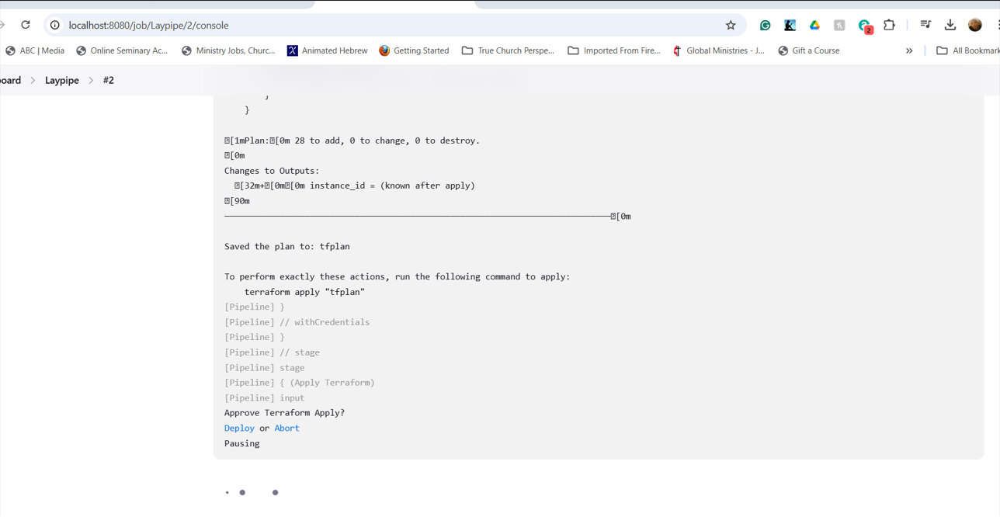 localhost:8080/job/Laypipe/2/console
2
ABC | Media
Online Seminary Ac...
Ministry Jobs, Churc...
Animated Hebrew
Getting Started
True Church Perspe...
Imported From Fire...
Global Ministries - J...
Gift a Course
»
All Bookmark
board > Laypipe > #2
}
}
[1mPlan:[0m 28 to add, 0 to change, 0 to destroy.
[0m
Changes to Outputs:
[32m+[0m[0m instance_id = (known after apply)
[90m
─────────────────────────────────────────────────────────────────────────────[0m
Saved the plan to: tfplan
To perform exactly these actions, run the following command to apply:
terraform apply "tfplan"
[Pipeline] }
[Pipeline] // withCredentials
[Pipeline] }
[Pipeline] // stage
[Pipeline] stage
[Pipeline] { (Apply Terraform)
[Pipeline] input
Approve Terraform Apply?
Deploy or Abort
Pausing